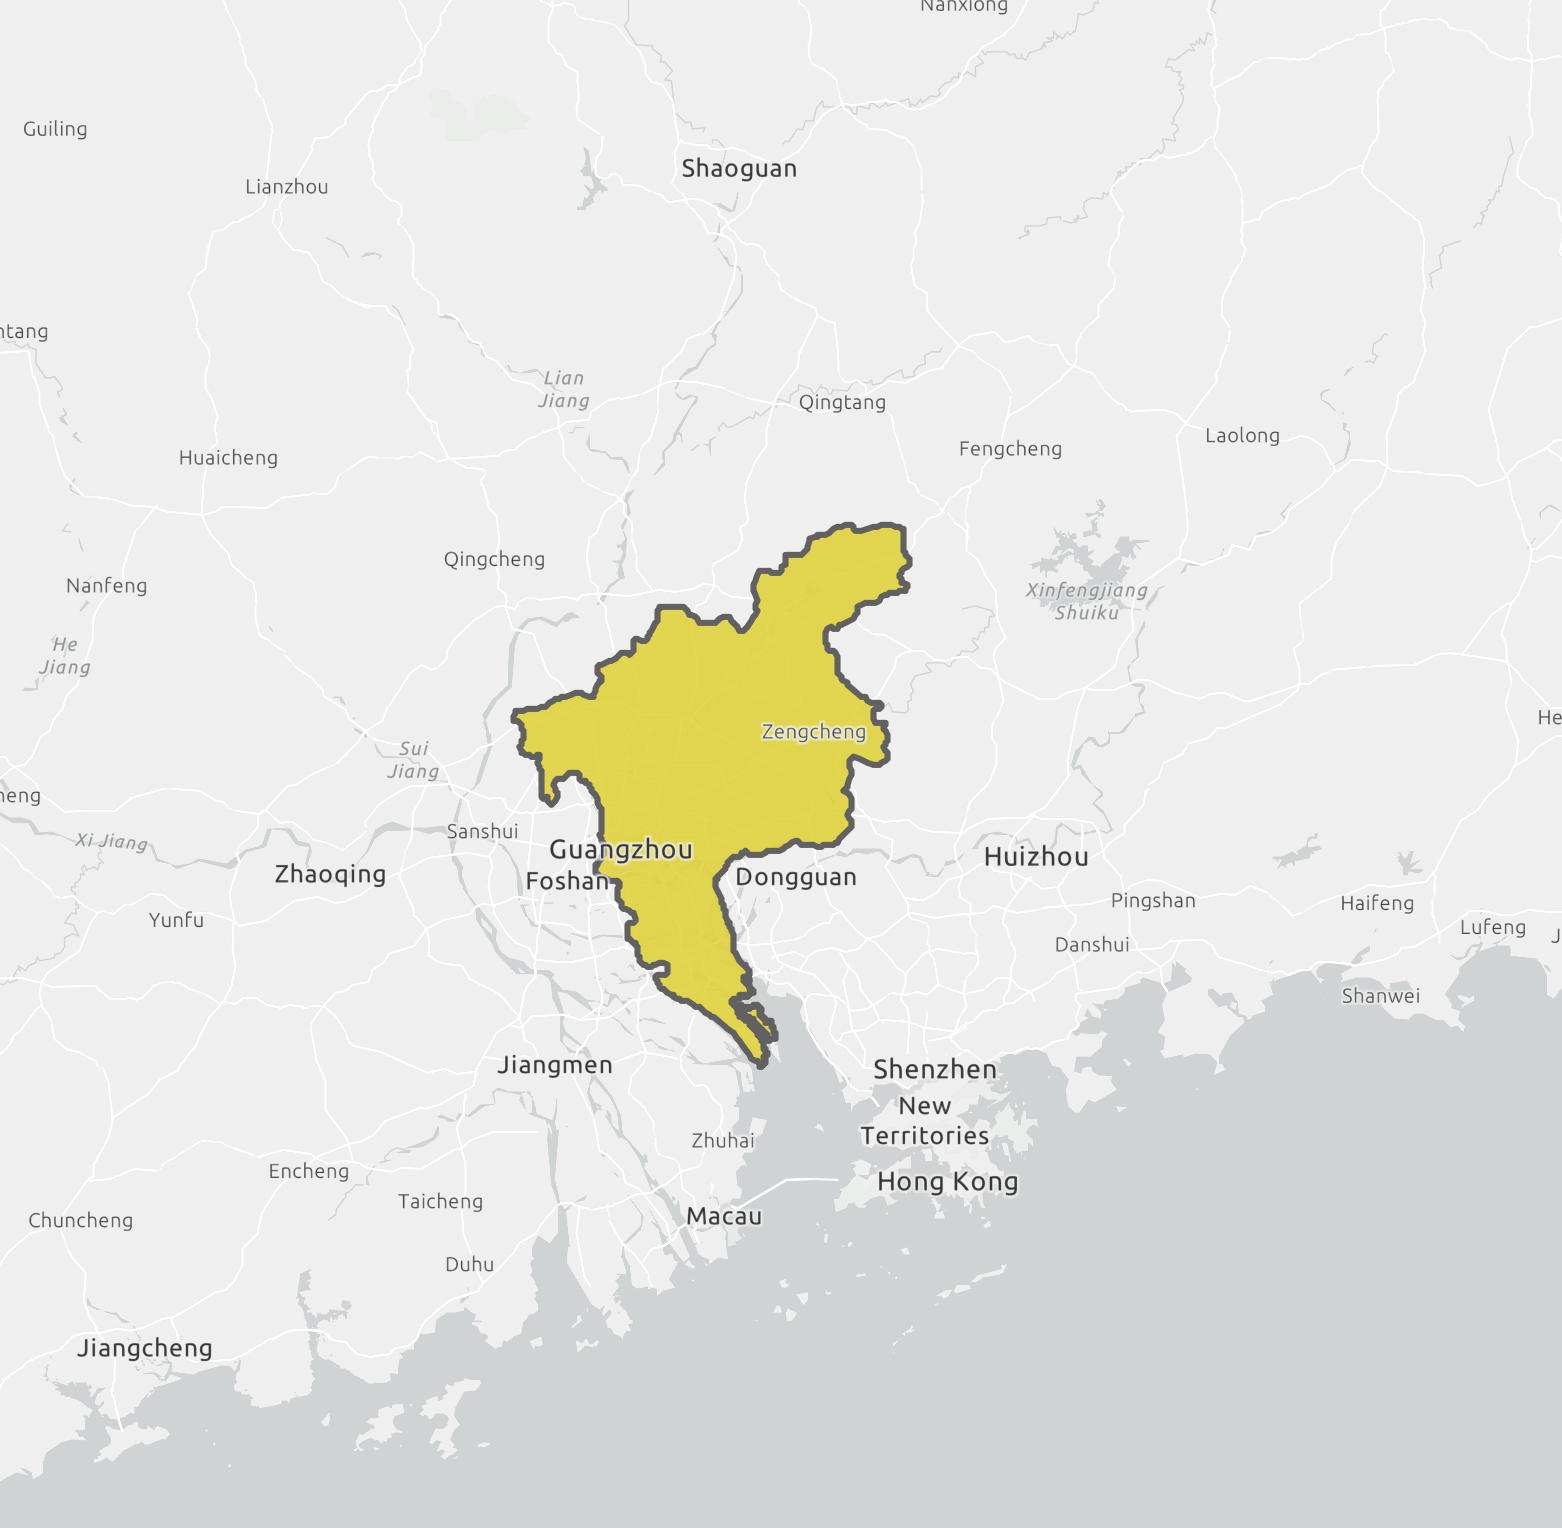 Nanxiong
Guiling
Shaoguan
Lianzhou
ntang
Lian
Jiang
Qingtang
Laolong
Fengcheng
Huaicheng
Qingcheng
Nanfeng
Xinfengjiang
Shuiku
He
Jiang
He
Zengcheng
Sui
Jiang
heng
Sanshui
Xi Jiang
Guangzhou
Huizhou
Zhaoqing
Foshan
Dongguan
Pingshan
Haifeng
Yunfu
Lufeng
J
Danshui
Shanwei
Jiangmen
Shenzhen
New
Territories
Zhuhai
Encheng
Hong Kong
Taicheng
Macau
Chuncheng
Duhu
Jiangcheng